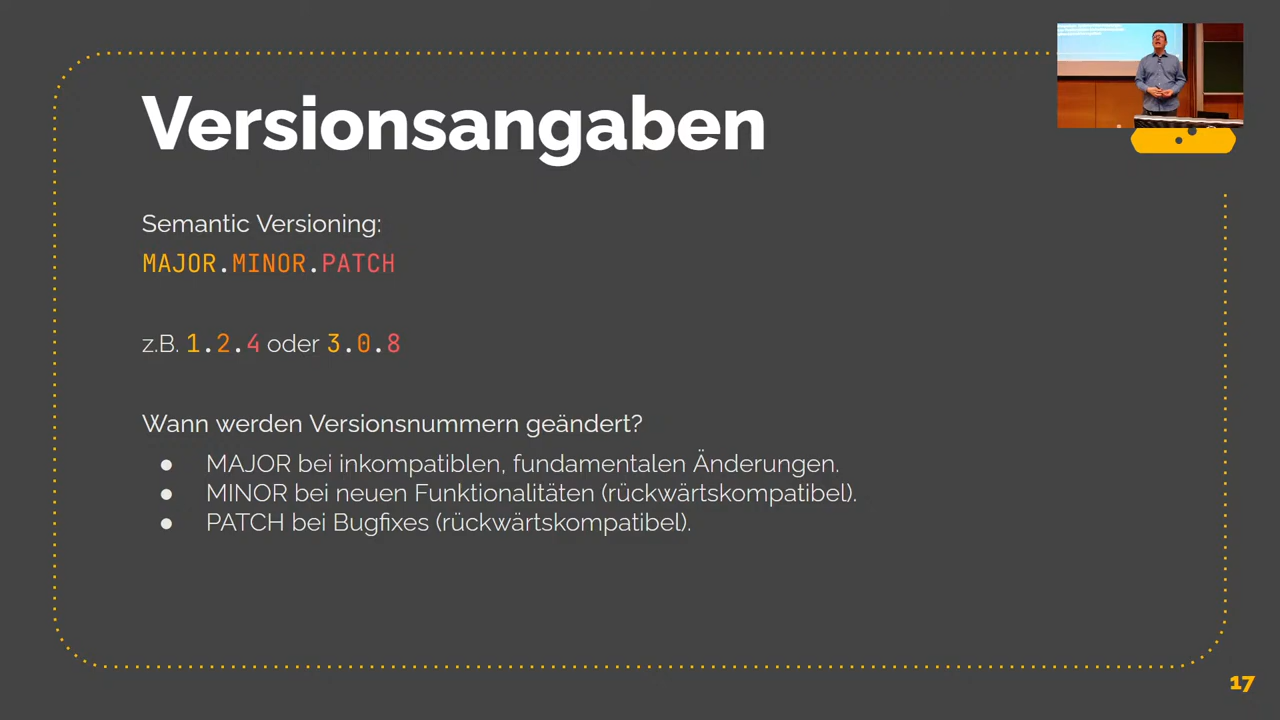 Versionsangaben
Semantic Versioning:
MAJOR.MINOR.PATCH
z.B. 1.2.4 oder 3.0.8
Wann werden Versionsnummern geändert?
● MAJOR bei inkompatiblen, fundamentalen Änderungen.
● MINOR bei neuen Funktionalitäten (rückwärtskompatibel).
● PATCH bei Bugfixes (rückwärtskompatibel).
17